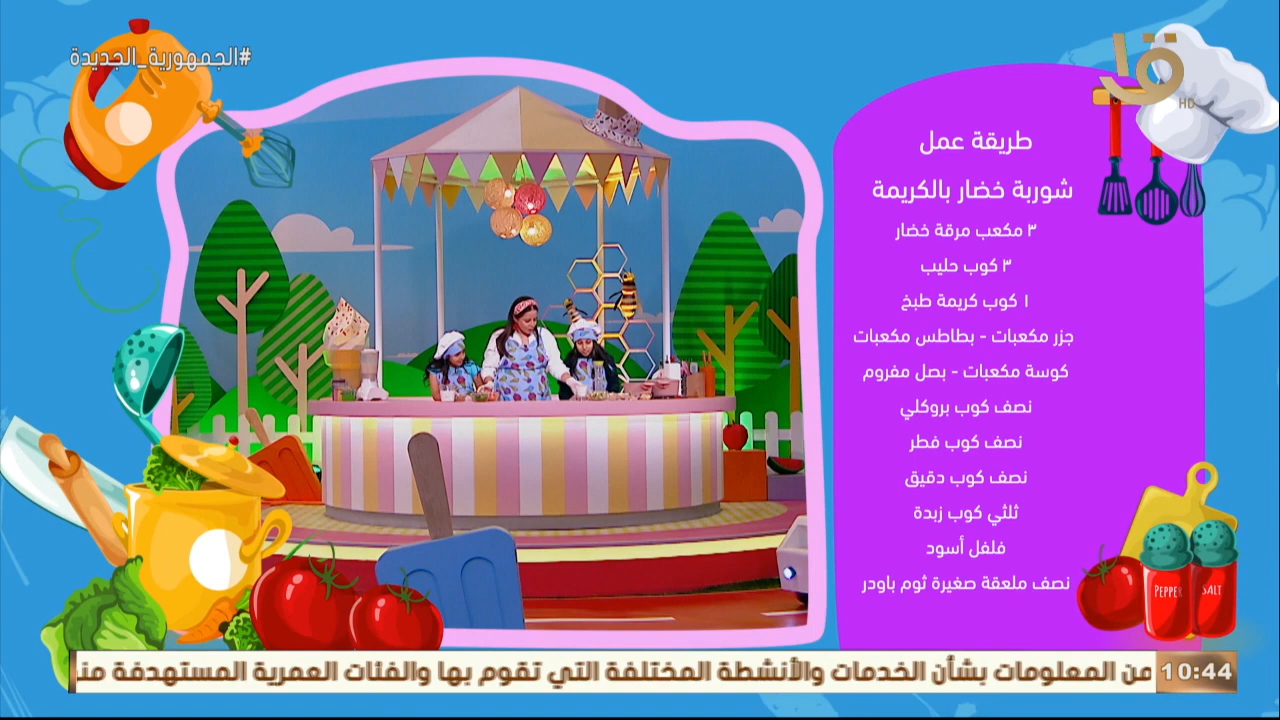 #الجمهورية_الجديدة
HD
طريقة عمل
شوربة خضار بالكريمة
٣ مكعب مرقة خضار
٣ كوب حليب
١ كوب كريمة طبخ
جزر مكعبات - بطاطس مكعبات
كوسة مكعبات - بصل مفروم
نصف كوب بروكلي
نصف كوب فطر
نصف كوب دقيق
ثلثي كوب زبدة
فلفل أسود
نصف ملعقة صغيرة ثوم باودر
PEPPER
SALT
10:44
من المعلومات بشأن الخدمات والأنشطة المختلفة التي تقوم بها والفئات العمرية المستهدفة من